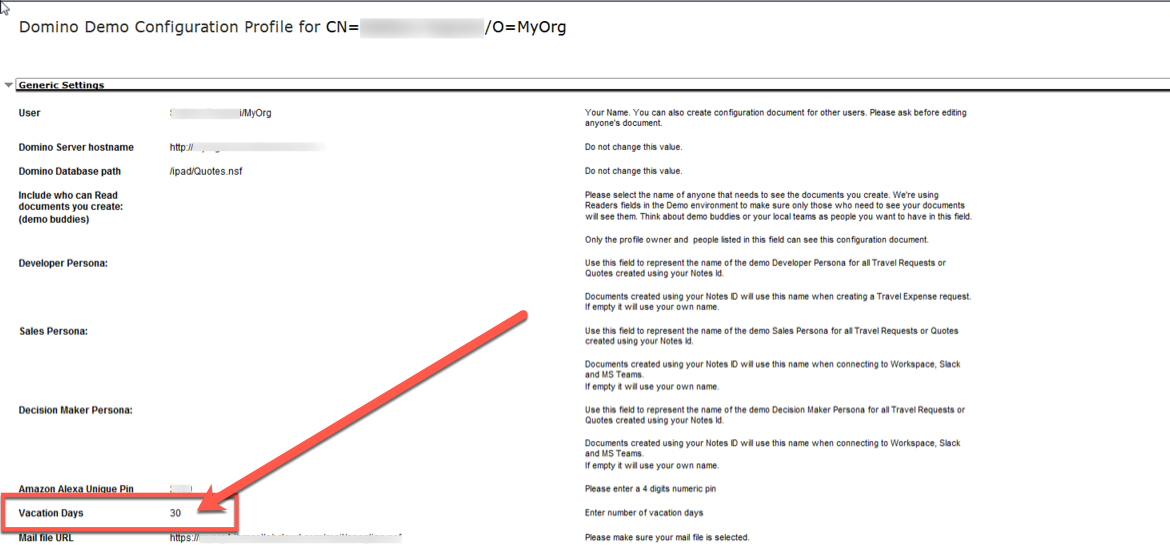 Domino Demo Configuration Profile for CN= /O=MyOrg
Generic Settings
User
/MyOrg
Your Name. You can also create configuration document for other users. Please ask before editing
anyone's document.
Domino Server hostname
http://
Do not change this value.
Domino Database path
/ipad/Quotes.nsf
Do not change this value.
Include who can Read
documents you create:
(demo buddies)
Please select the name of anyone that needs to see the documents you create. We're using
Readers fields in the Demo environment to make sure only those who need to see your documents
will see them. Think about demo buddies or your local teams as people you want to have in this field.
Only the profile owner and people listed in this field can see this configuration document.
Developer Persona:
Use this field to represent the name of the demo Developer Persona for all Travel Requests or
Quotes created using your Notes Id.
Documents created using your Notes ID will use this name when creating a Travel Expense request.
If empty it will use your own name.
Sales Persona:
Use this field to represent the name of the demo Sales Persona for all Travel Requests or Quotes
created using your Notes Id.
Documents created using your Notes ID will use this name when connecting to Workspace, Slack
and MS Teams.
If empty it will use your own name.
Decision Maker Persona:
Use this field to represent the name of the demo Decision Maker Persona for all Travel Requests or
Quotes created using your Notes Id.
Documents created using your Notes ID will use this name when connecting to Workspace, Slack
and MS Teams.
If empty it will use your own name.
Amazon Alexa Unique Pin
Please enter a 4 digits numeric pin
Vacation Days
30
Enter number of vacation days
Mail file URL
https://
Please make sure your mail file is selected.